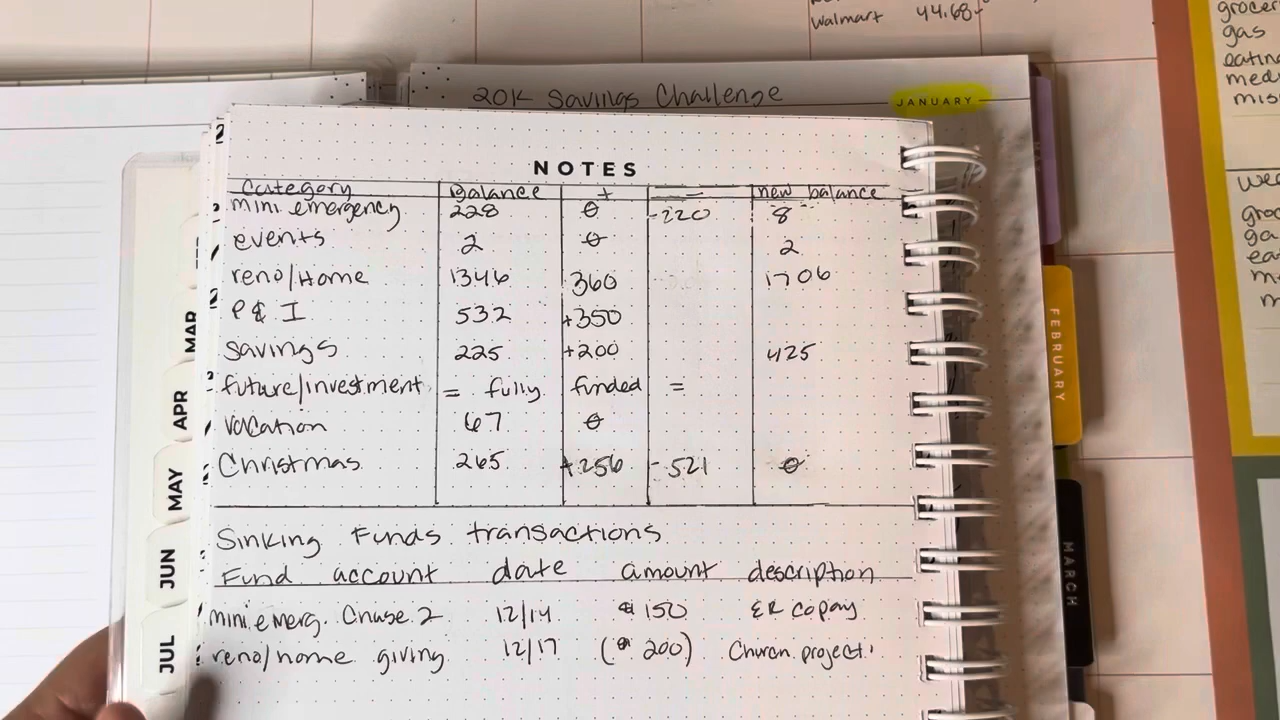 Walmart 44.68-
20K Savings Challenge
JANUARY
NOTES
Category Balance + — new balance
mini emergency 228 0 -220 8
events 2 0 2
reno/Home 1346 360 1706
P & I 532 +350
savings 225 +200 425
future/investment = fully funded =
vacation 67 0
Christmas 265 +256 -521 0
Sinking Funds transactions
Fund account date amount description
mini emerg. Chase 2 12/14 $150 ER copay
reno/home giving 12/17 ($200) Church project
MAR
APR
MAY
JUN
JUL
FEBRUARY
MARCH
gas